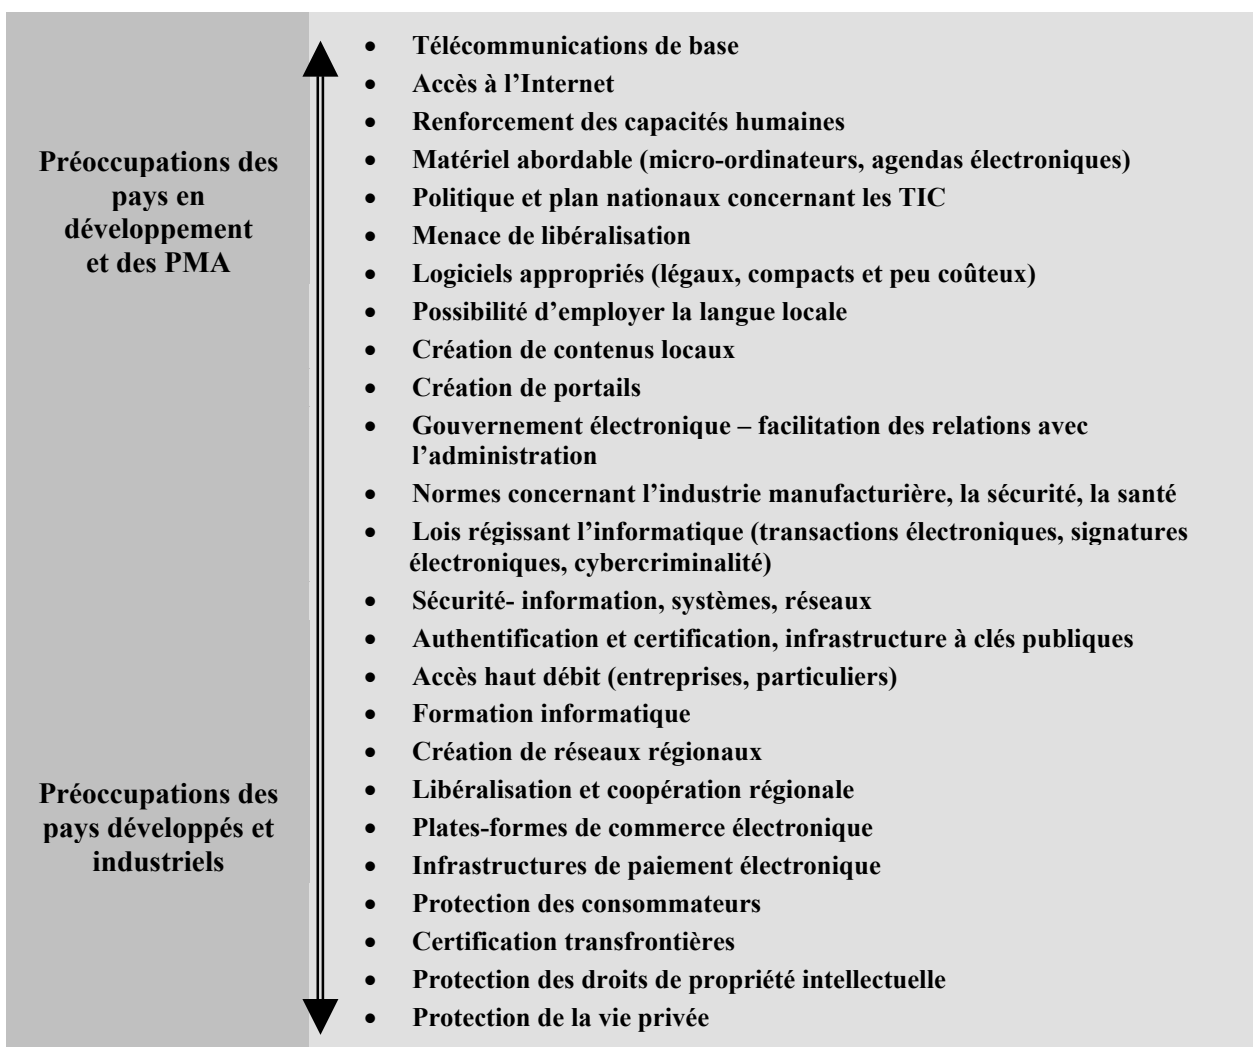 Préoccupations des
pays en
développement
et des PMA
Préoccupations des
pays développés et
industriels
• Télécommunications de base
• Accès à l’Internet
• Renforcement des capacités humaines
• Matériel abordable (micro-ordinateurs, agendas électroniques)
• Politique et plan nationaux concernant les TIC
• Menace de libéralisation
• Logiciels appropriés (légaux, compacts et peu coûteux)
• Possibilité d’employer la langue locale
• Création de contenus locaux
• Création de portails
• Gouvernement électronique – facilitation des relations avec
l’administration
• Normes concernant l’industrie manufacturière, la sécurité, la santé
• Lois régissant l’informatique (transactions électroniques, signatures
électroniques, cybercriminalité)
• Sécurité- information, systèmes, réseaux
• Authentification et certification, infrastructure à clés publiques
• Accès haut débit (entreprises, particuliers)
• Formation informatique
• Création de réseaux régionaux
• Libéralisation et coopération régionale
• Plates-formes de commerce électronique
• Infrastructures de paiement électronique
• Protection des consommateurs
• Certification transfrontières
• Protection des droits de propriété intellectuelle
• Protection de la vie privée